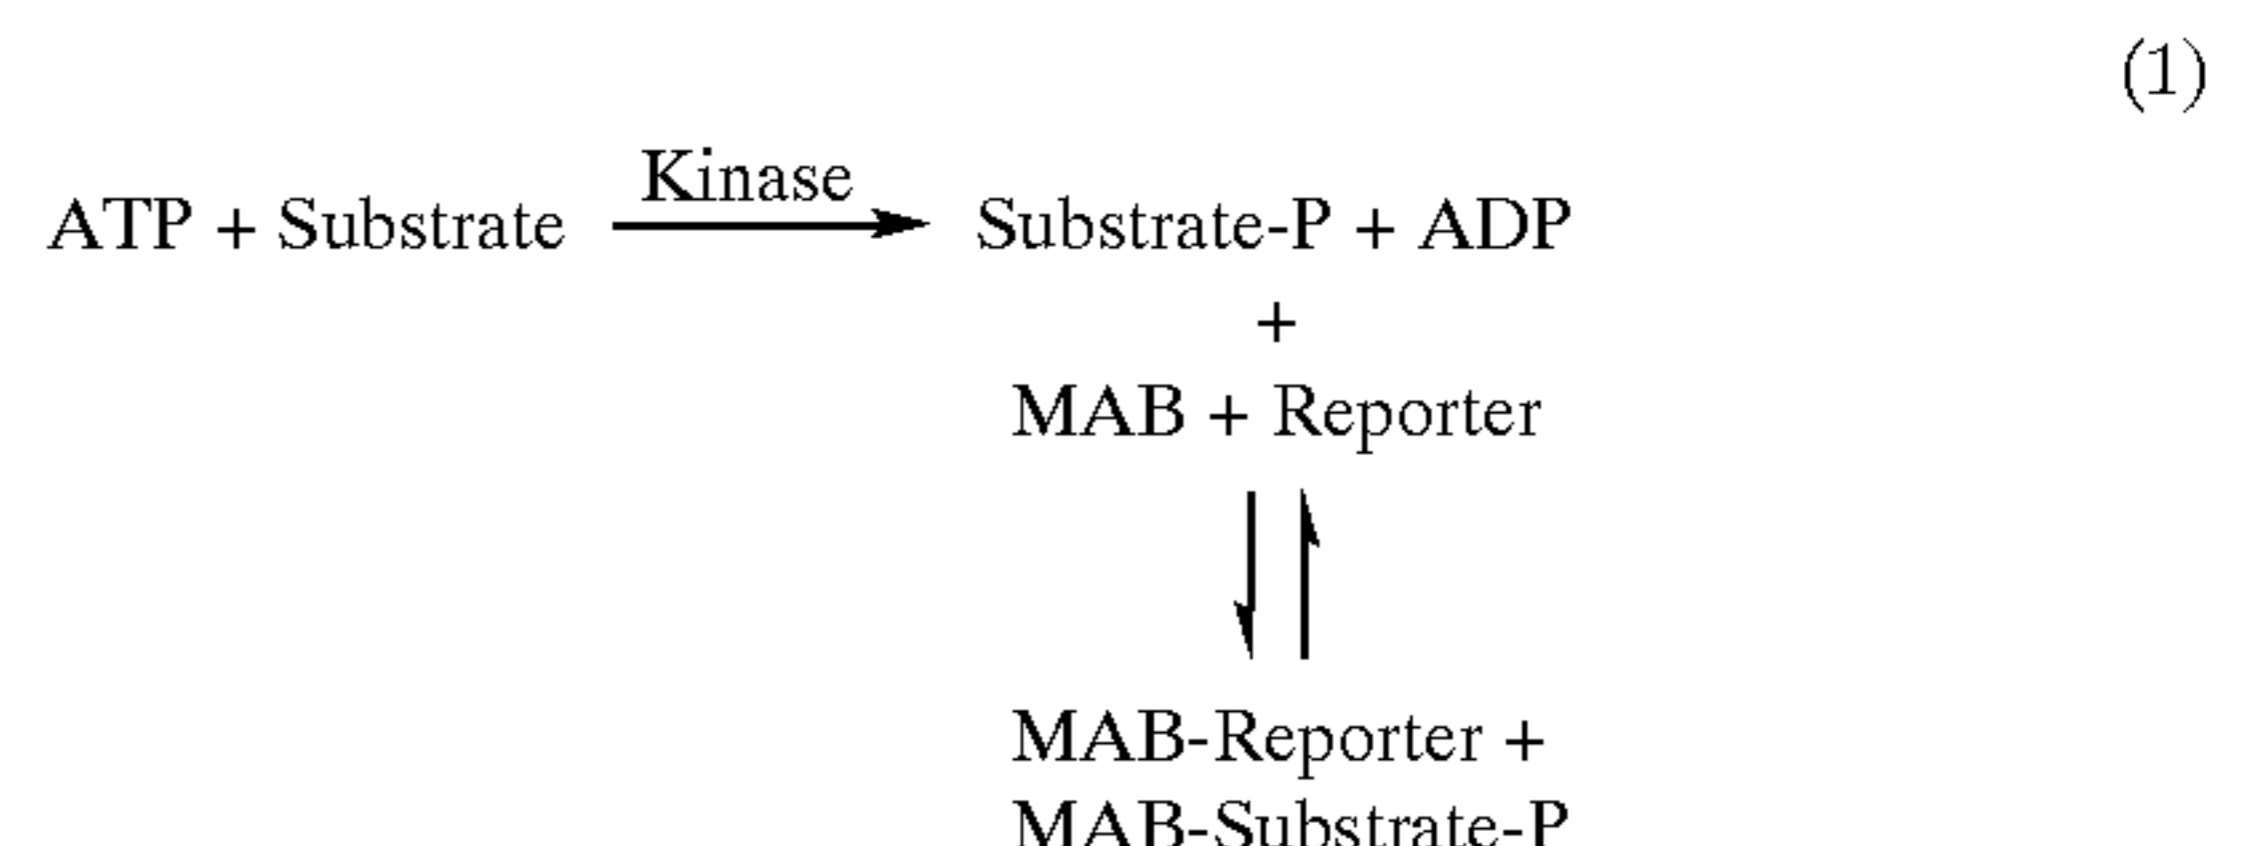 (1)
Kinase
ATP + Substrate Substrate-P + ADP
+
MAB + Reporter
MAB-Reporter +
MAB-Substrate-P